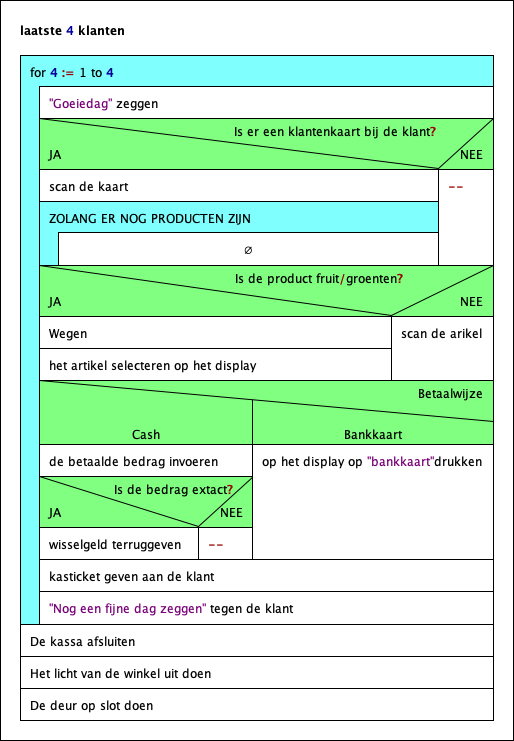 laatste 4 klanten
for 4 := 1 to 4
"Goeiedag" zeggen
Is er een klantenkaart bij de klant?
JA NEE
scan de kaart --
ZOLANG ER NOG PRODUCTEN ZIJN
∅
Is de product fruit/groenten?
JA NEE
Wegen scan de arikel
het artikel selecteren op het display
Betaalwijze
Cash Bankkaart
de betaalde bedrag invoeren op het display op "bankkaart"drukken
Is de bedrag extact?
JA NEE
wisselgeld terruggeven --
kasticket geven aan de klant
"Nog een fijne dag zeggen" tegen de klant
De kassa afsluiten
Het licht van de winkel uit doen
De deur op slot doen